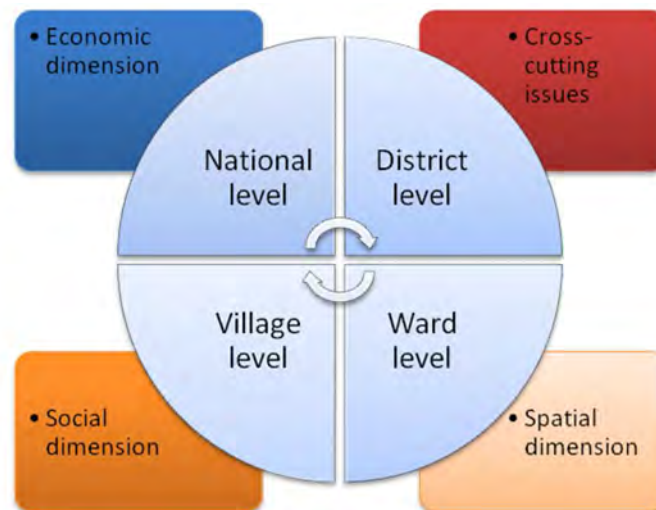 • Economic
dimension
• Cross-
cutting
issues
National
level
District
level
Village
level
Ward
level
• Social
dimension
• Spatial
dimension